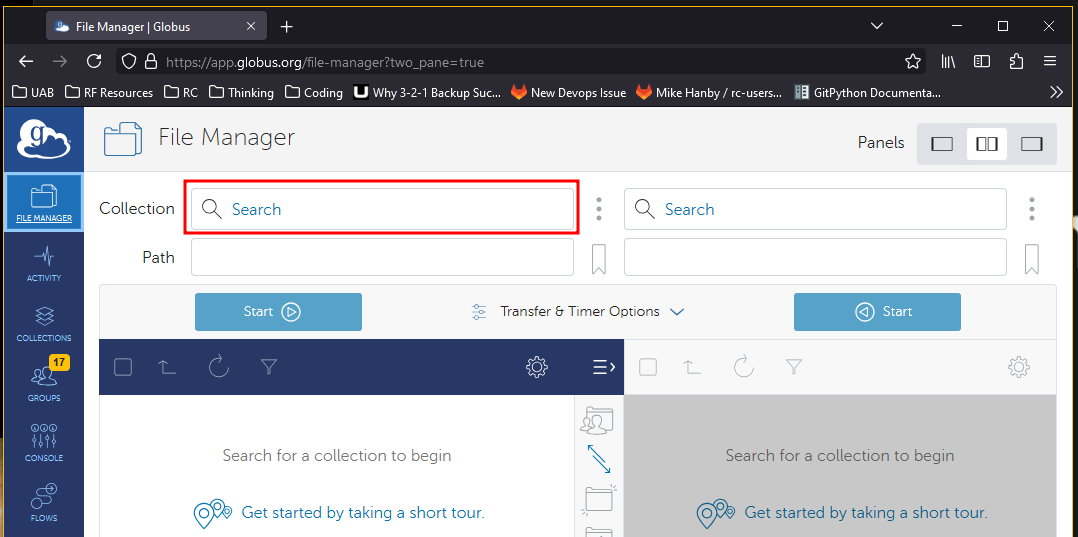 File Manager | Globus
https://app.globus.org/file-manager?two_pane=true
UAB RF Resources RC Thinking Coding Why 3-2-1 Backup Suc... New Devops Issue Mike Hanby / rc-users... GitPython Documenta...
g
File Manager
Panels
FILE MANAGER
Collection Search Search
Path
ACTIVITY
Start Transfer & Timer Options Start
COLLECTIONS
17
GROUPS
CONSOLE
Search for a collection to begin Search for a collection to begin
FLOWS
Get started by taking a short tour. Get started by taking a short tour.